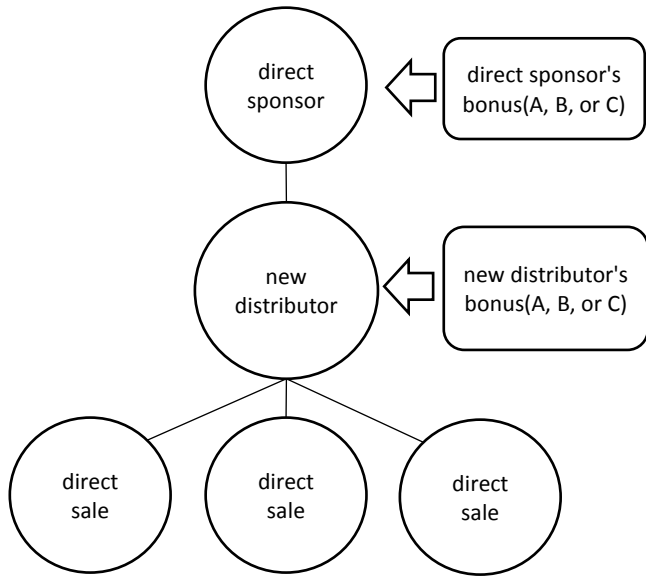 direct
sponsor
direct sponsor's
bonus(A, B, or C)
new
distributor
new distributor's
bonus(A, B, or C)
direct
sale
direct
sale
direct
sale